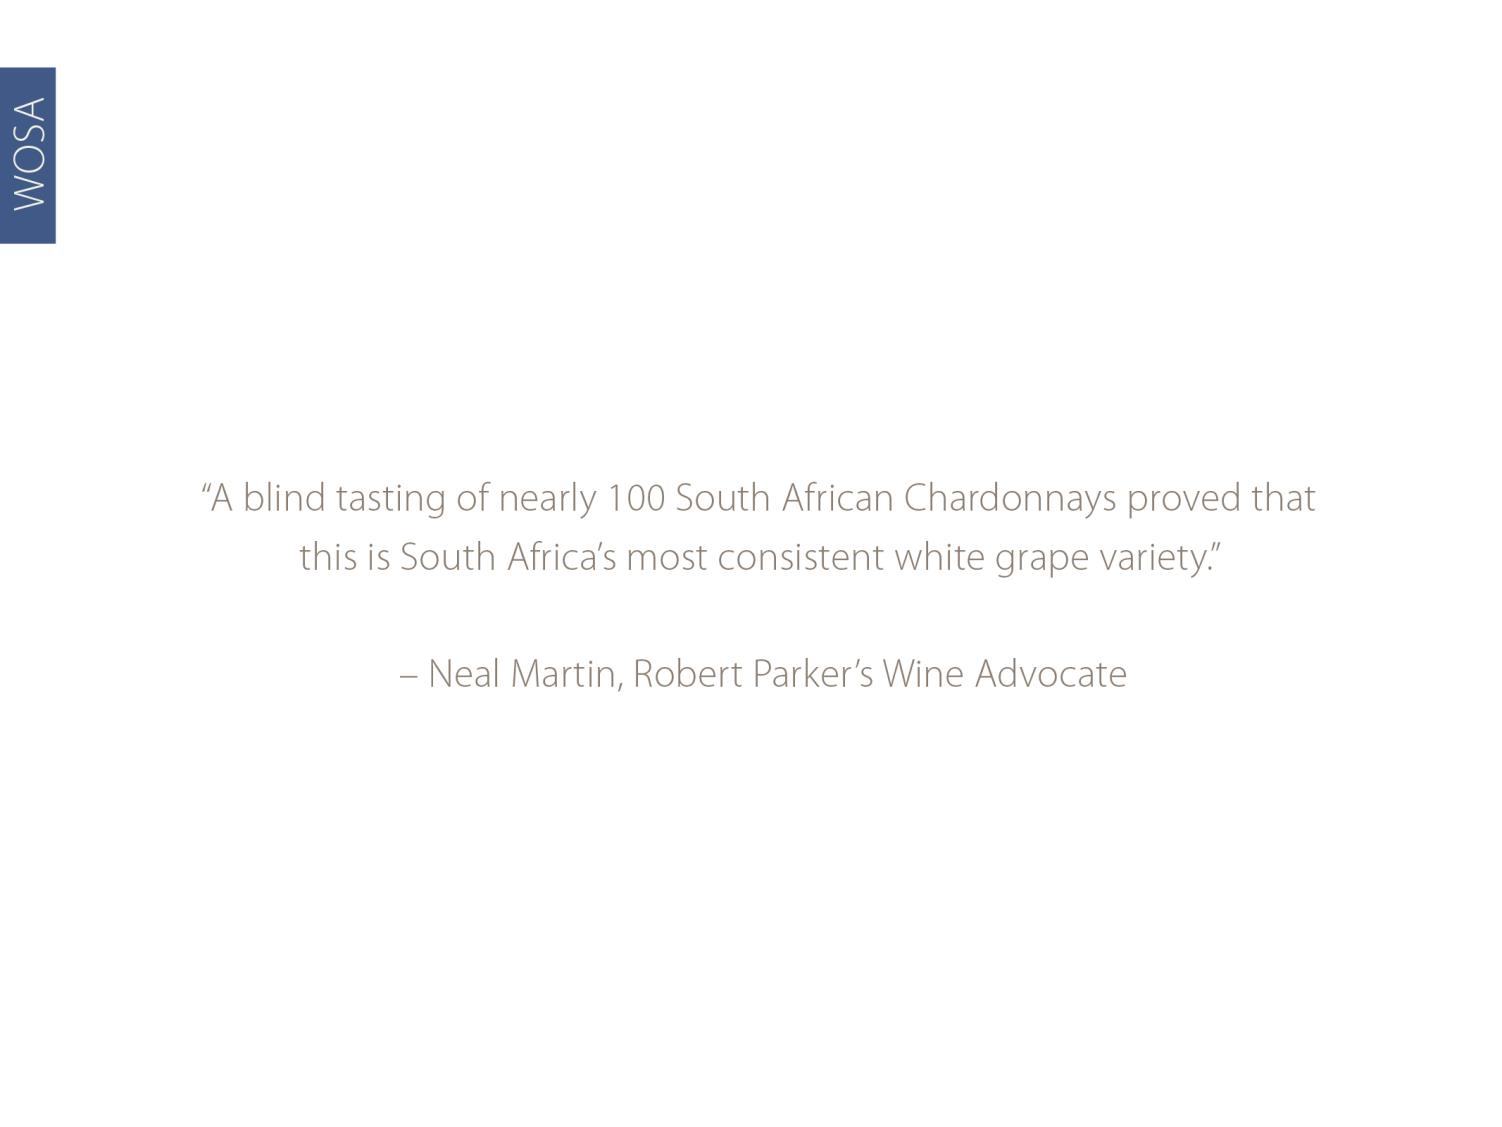 WOSA
“A blind tasting of nearly 100 South African Chardonnays proved that
this is South Africa’s most consistent white grape variety.”
– Neal Martin, Robert Parker’s Wine Advocate